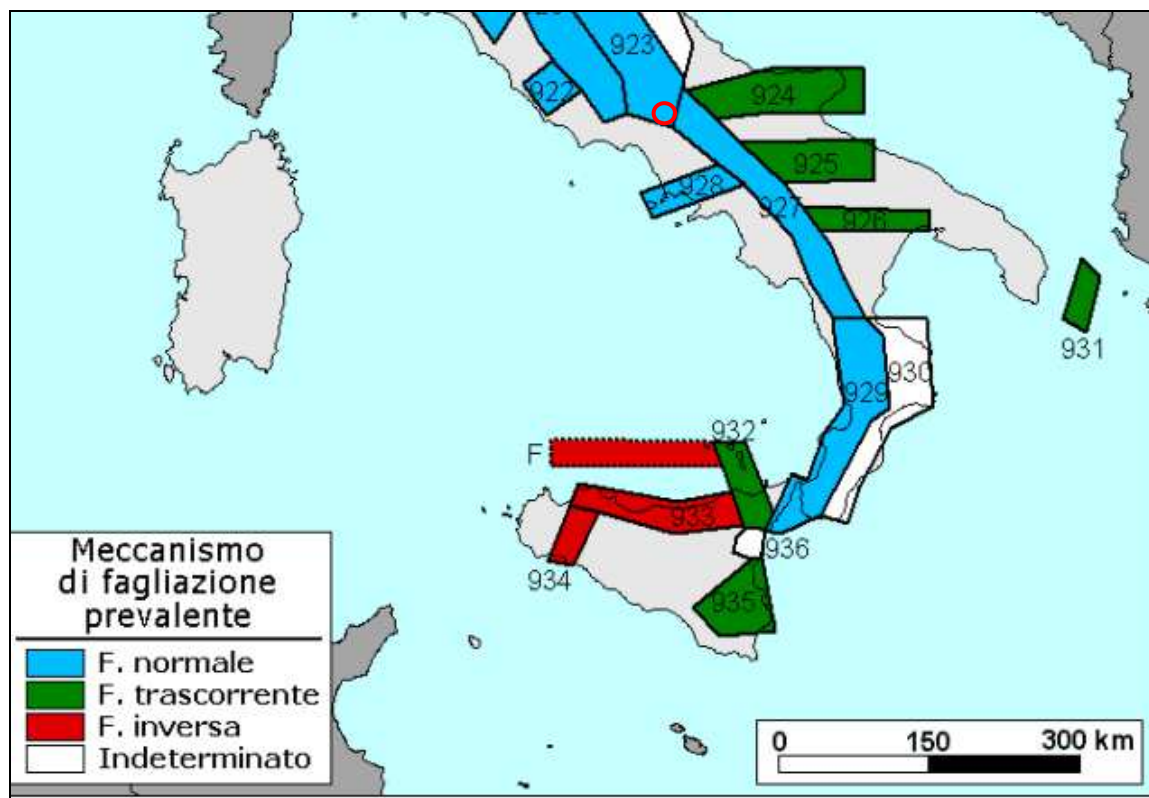 923
924
922
925
928
927
926
931
930
929
932
F
933
936
934
935
Meccanismo
di fagliazione
prevalente
F. normale
F. trascorrente
F. inversa
Indeterminato
0 150 300 km